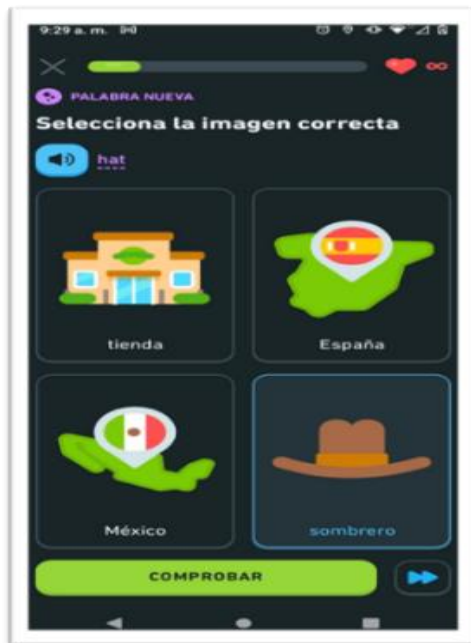 9:29 a. m.
PALABRA NUEVA
Selecciona la imagen correcta
hat
tienda
España
México
sombrero
COMPROBAR